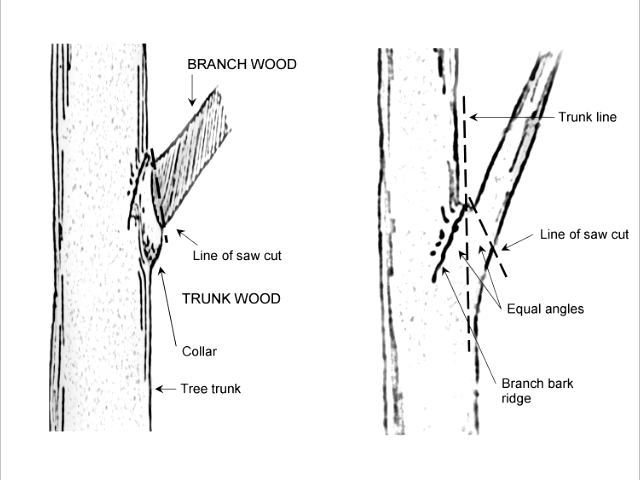 BRANCH WOOD
Line of saw cut
TRUNK WOOD
Collar
Tree trunk
Trunk line
Line of saw cut
Equal angles
Branch bark
ridge